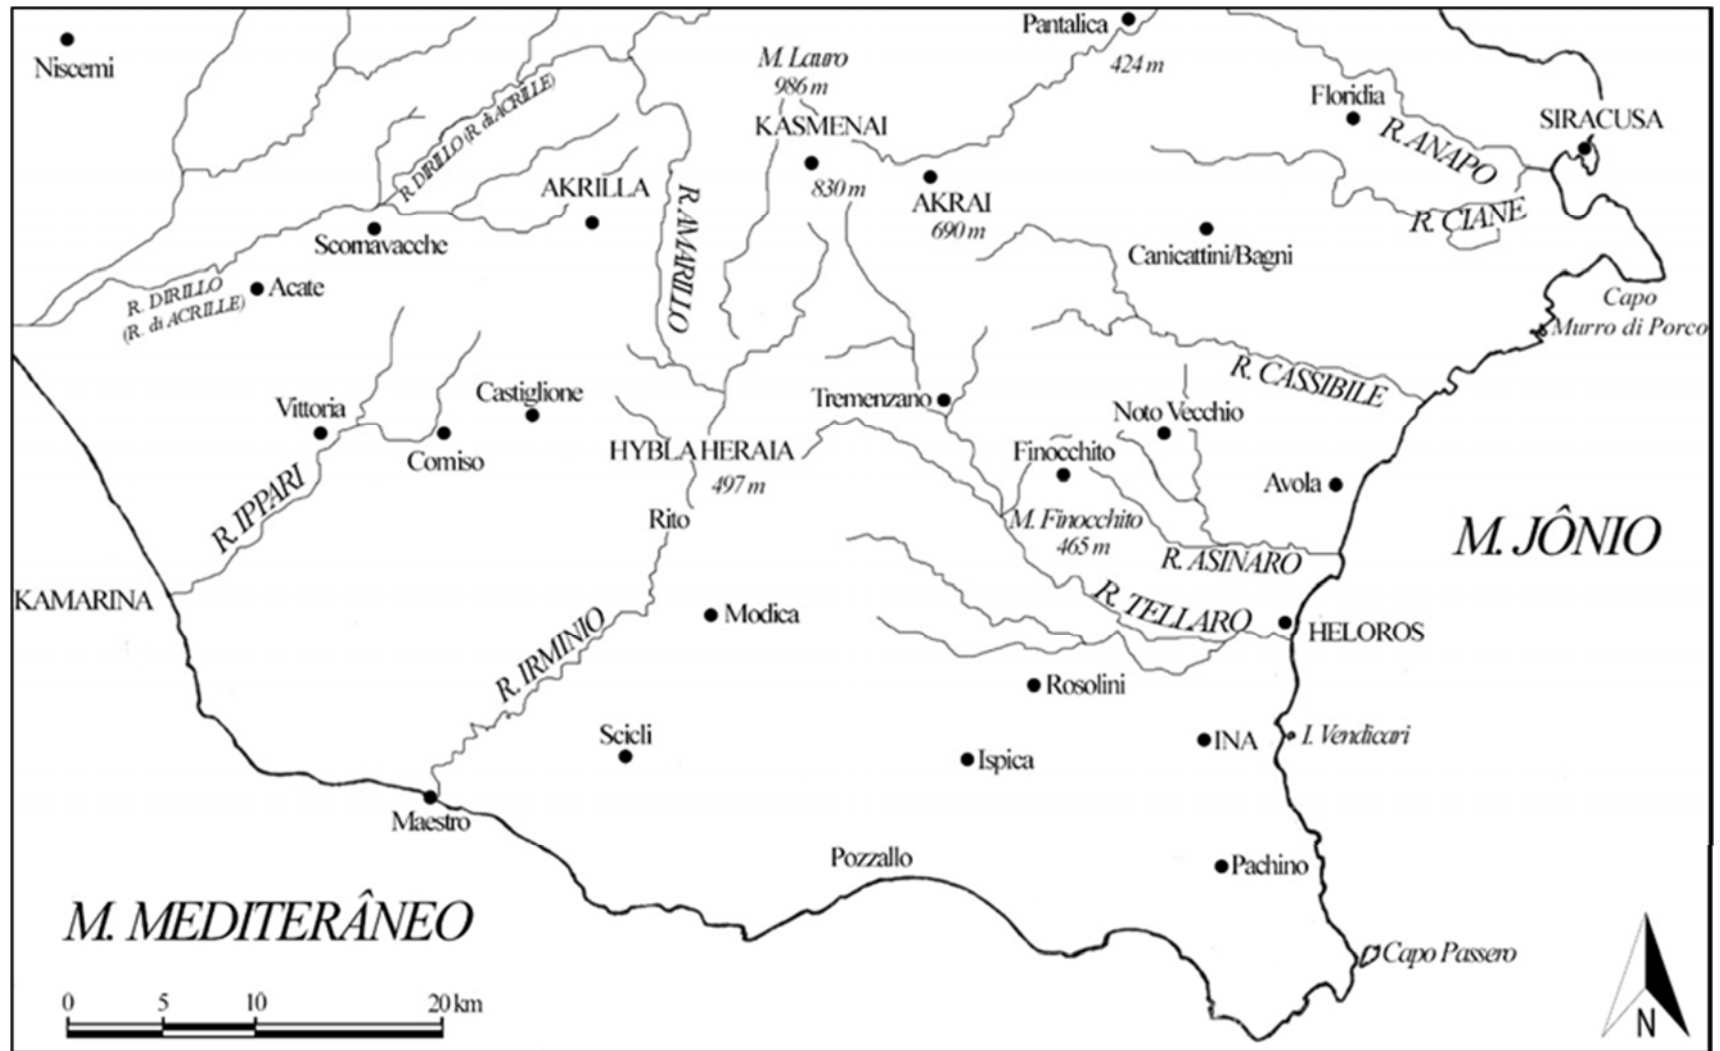 Pantalica
424 m
Niscemi
M. Lauro
986 m
KASMENAI
830 m
Floridia
SIRACUSA
R. ANAPO
R. DIRILLO (R. di ACRILLE)
AKRILLA
R. AMARILLO
AKRAI
690 m
R. CIANE
Scornavacche
Canicattini/Bagni
Acate
R. DIRILLO
(R. di ACRILLE)
Capo
Murro di Porco
R. CASSIBILE
Castiglione
Vittoria
Tremenzano
Noto Vecchio
Comiso
HYBLA HERAIA
497 m
Finocchito
Avola
R. IPPARI
Rito
M. Finocchito
465 m
M. JÔNIO
R. ASINARO
KAMARINA
R. TELLARO
Modica
HELOROS
R. IRMINIO
Rosolini
Scicli
INA
I. Vendicari
Ispica
Maestro
Pozzallo
Pachino
M. MEDITERÂNEO
Capo Passero
0 5 10 20 km
N